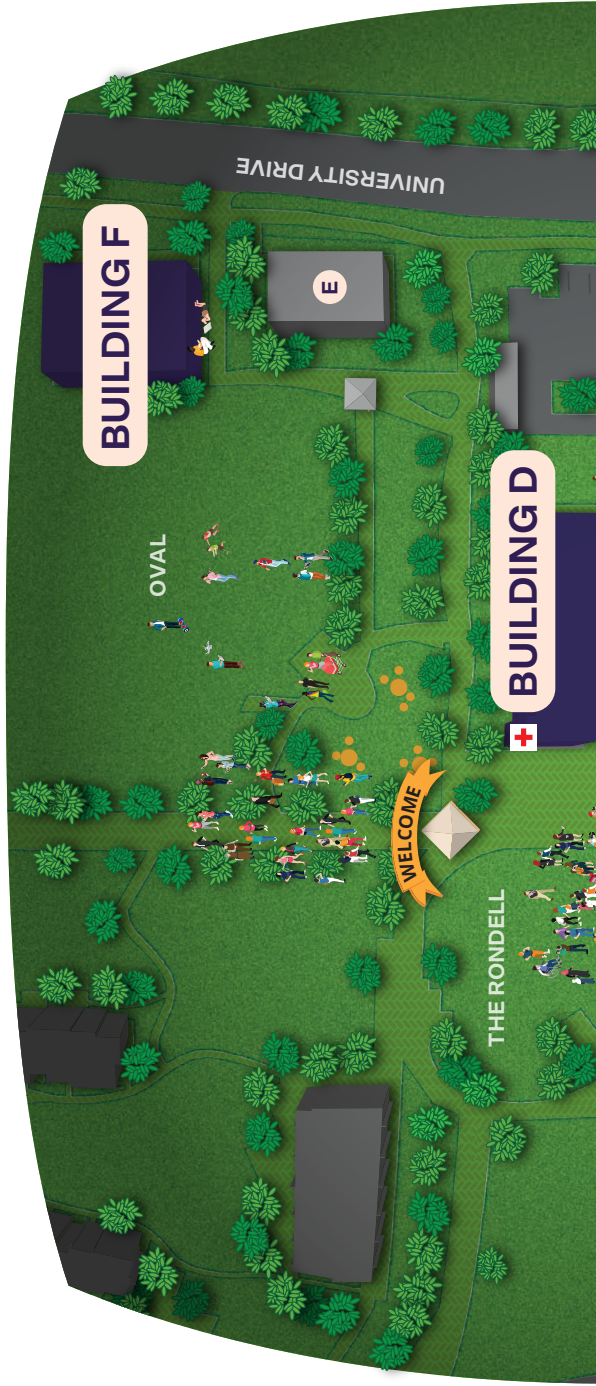 UNIVERSITY DRIVE
BUILDING F
E
OVAL
BUILDING D
WELCOME
THE RONDELL